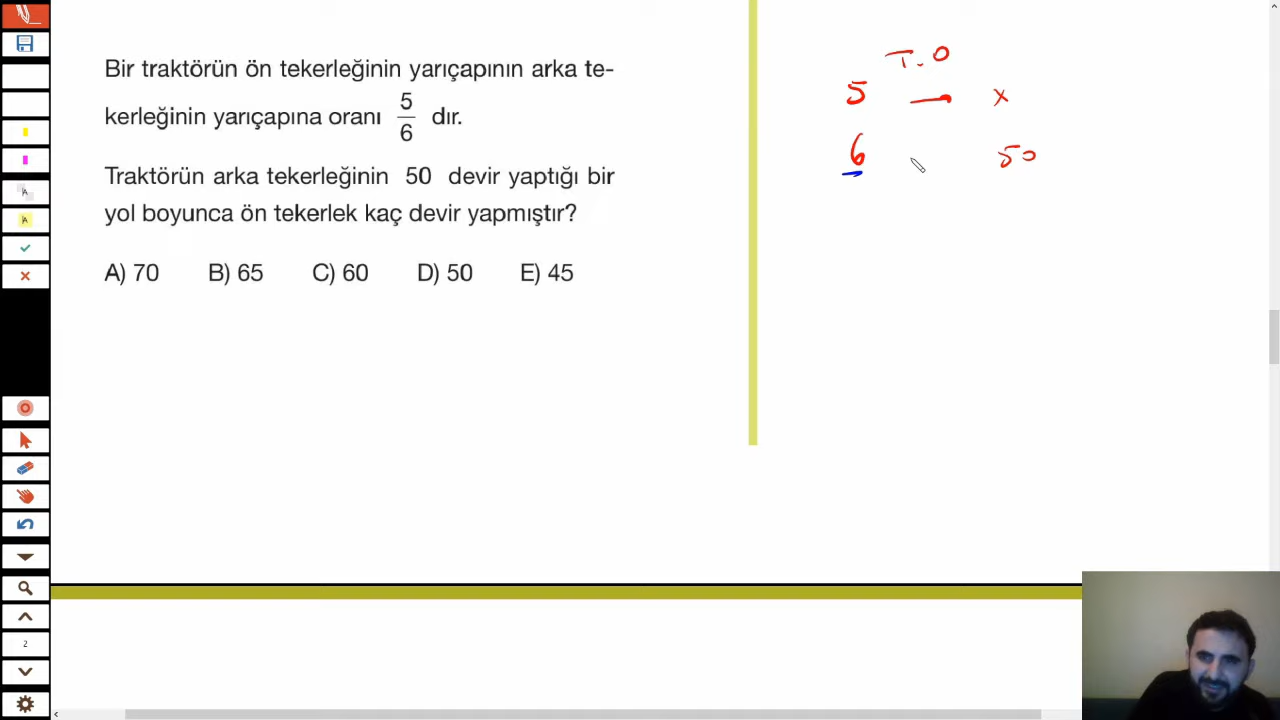 Bir traktörün ön tekerleğinin yarıçapının arka te-
kerleğinin yarıçapına oranı 5/6 dır.
Traktörün arka tekerleğinin 50 devir yaptığı bir
yol boyunca ön tekerlek kaç devir yapmıştır?
A) 70 B) 65 C) 60 D) 50 E) 45
T.O
5 — x
6 50
A
A
2